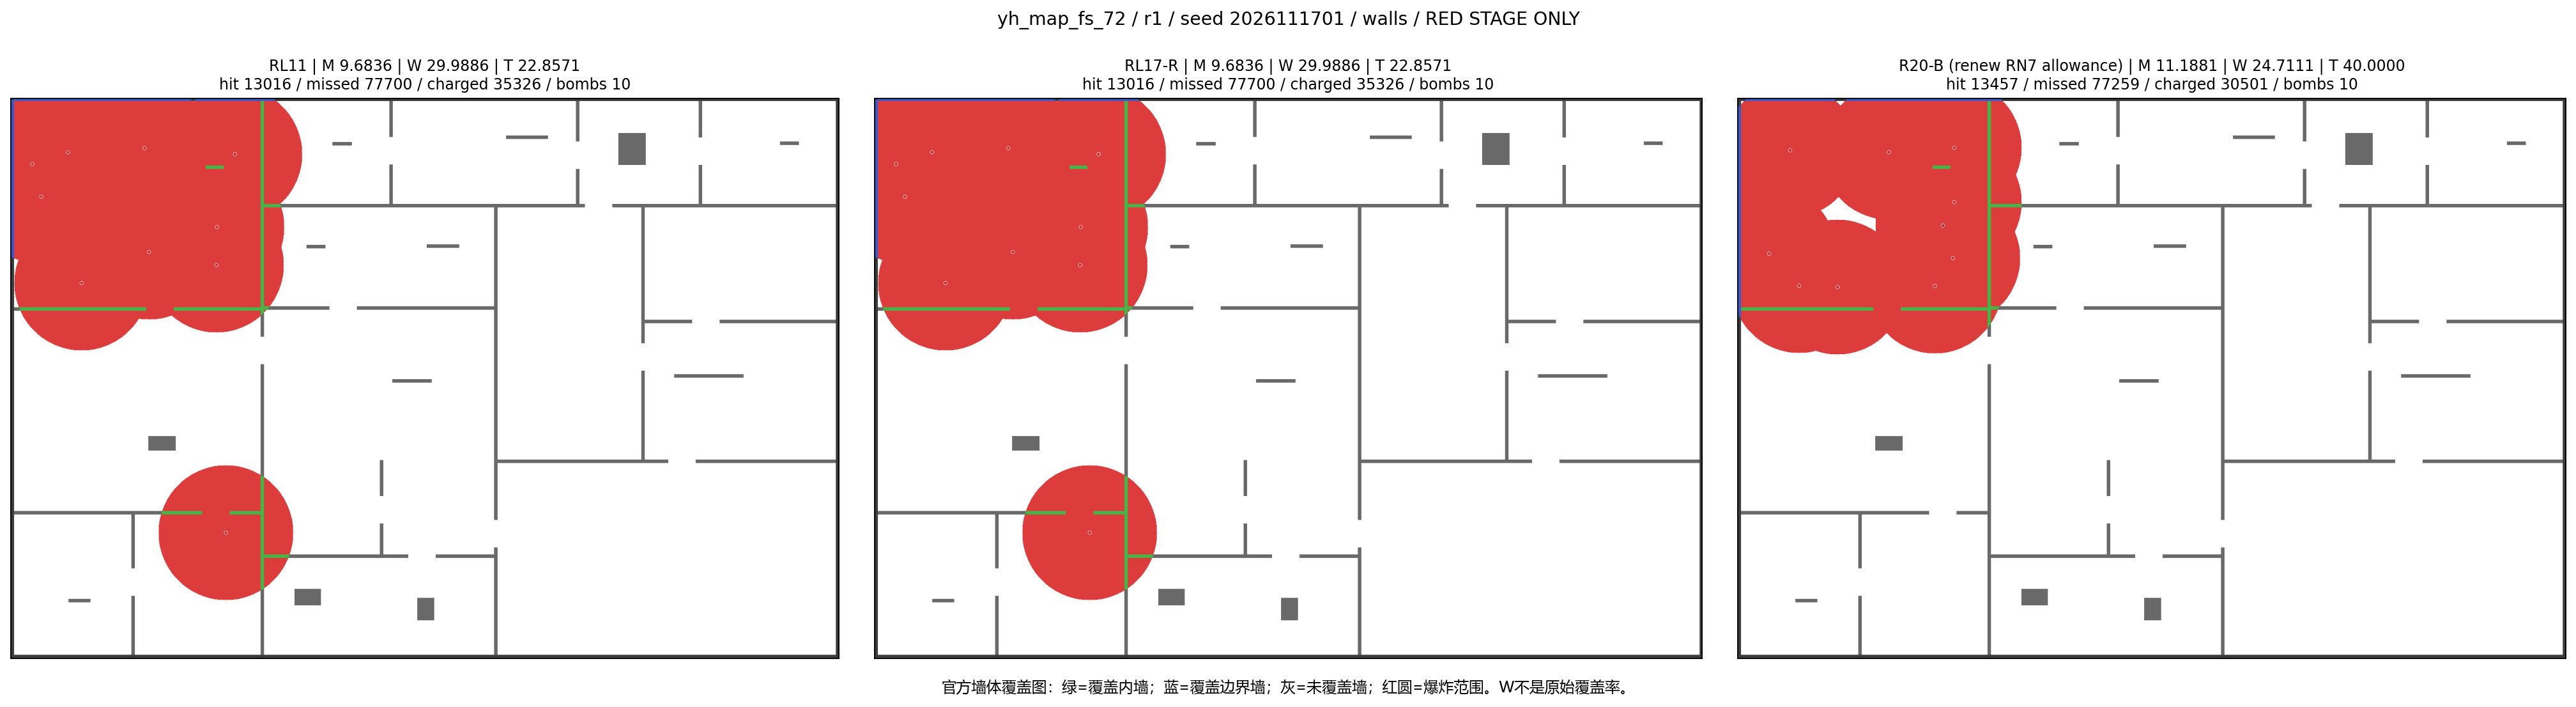 yh_map_fs_72 / r1 / seed 2026111701 / walls / RED STAGE ONLY
RL11 | M 9.6836 | W 29.9886 | T 22.8571
hit 13016 / missed 77700 / charged 35326 / bombs 10
RL17-R | M 9.6836 | W 29.9886 | T 22.8571
hit 13016 / missed 77700 / charged 35326 / bombs 10
R20-B (renew RN7 allowance) | M 11.1881 | W 24.7111 | T 40.0000
hit 13457 / missed 77259 / charged 30501 / bombs 10
官方墙体覆盖图：绿=覆盖内墙；蓝=覆盖边界墙；灰=未覆盖墙；红圆=爆炸范围。W不是原始覆盖率。